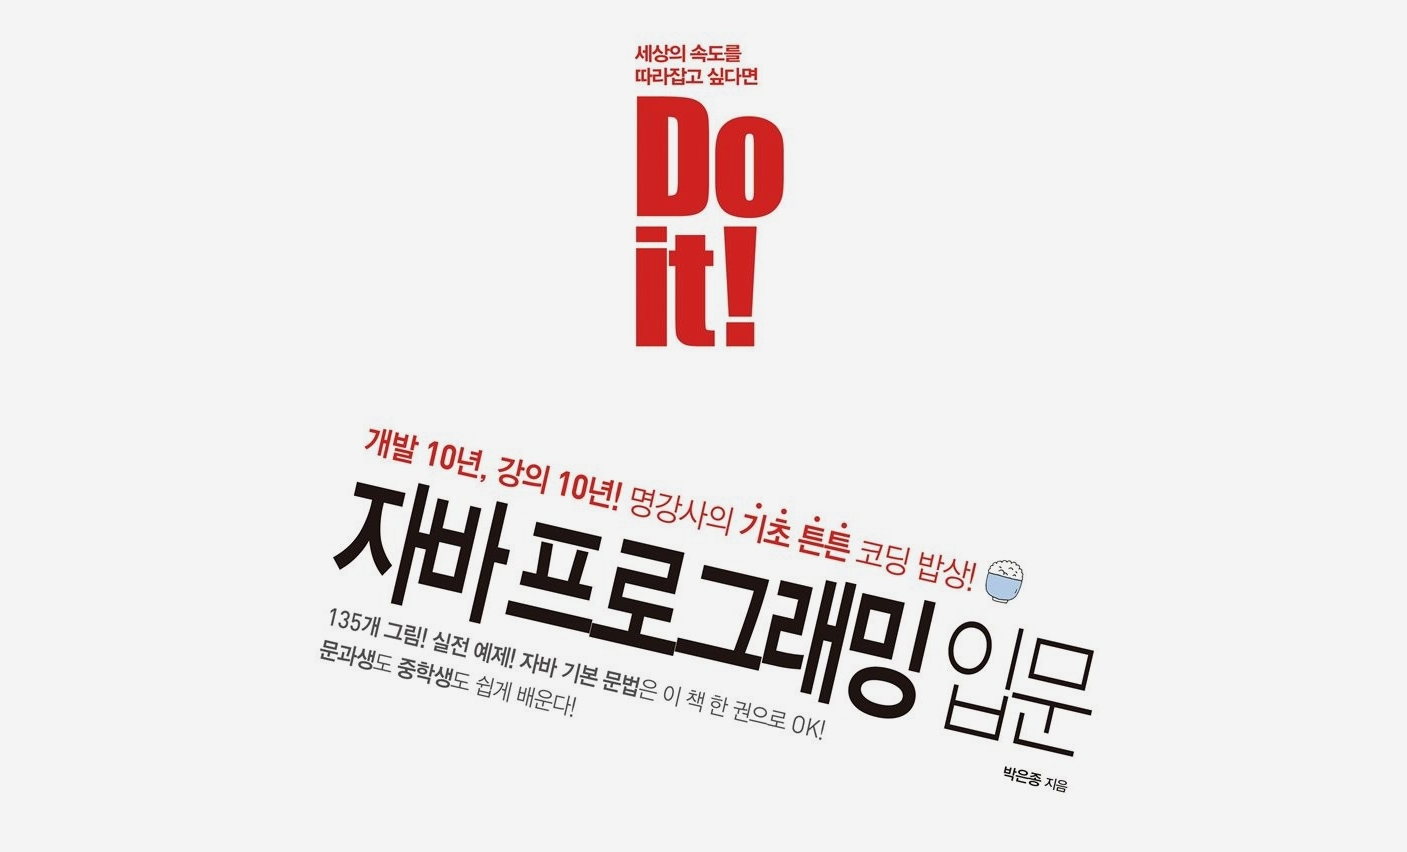 세상의 속도를
따라잡고 싶다면
Do
it!
개발 10년, 강의 10년! 명강사의 기초 튼튼 코딩 밥상!
자바 프로그래밍 입문
135개 그림! 실전 예제! 자바 기본 문법은 이 책 한 권으로 OK!
문과생도 중학생도 쉽게 배운다!
박은종 지음